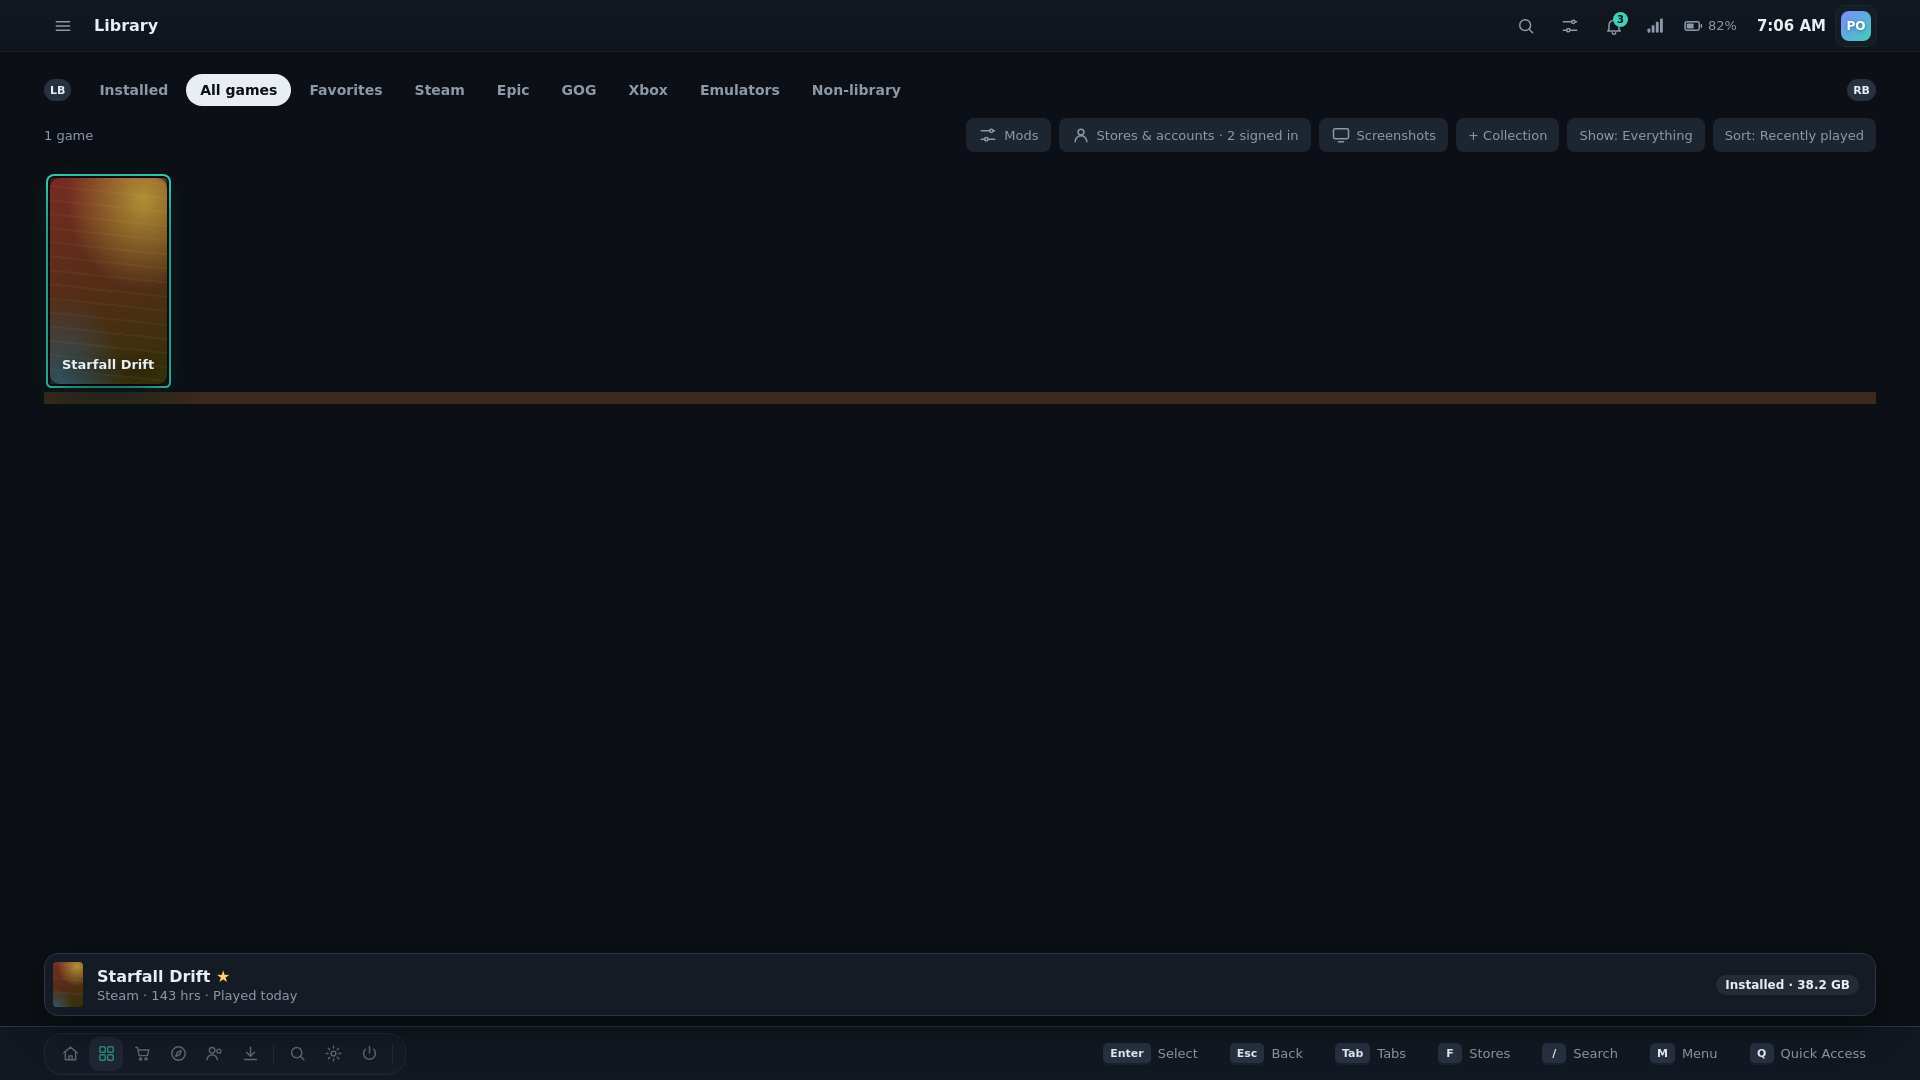 Library
3
82%
7:06 AM
PO
LB
Installed
All games
Favorites
Steam
Epic
GOG
Xbox
Emulators
Non-library
RB
1 game
Mods
Stores & accounts · 2 signed in
Screenshots
+ Collection
Show: Everything
Sort: Recently played
Starfall Drift
Starfall Drift ★
Steam · 143 hrs · Played today
Installed · 38.2 GB
Enter Select
Esc Back
Tab Tabs
F Stores
/ Search
M Menu
Q Quick Access